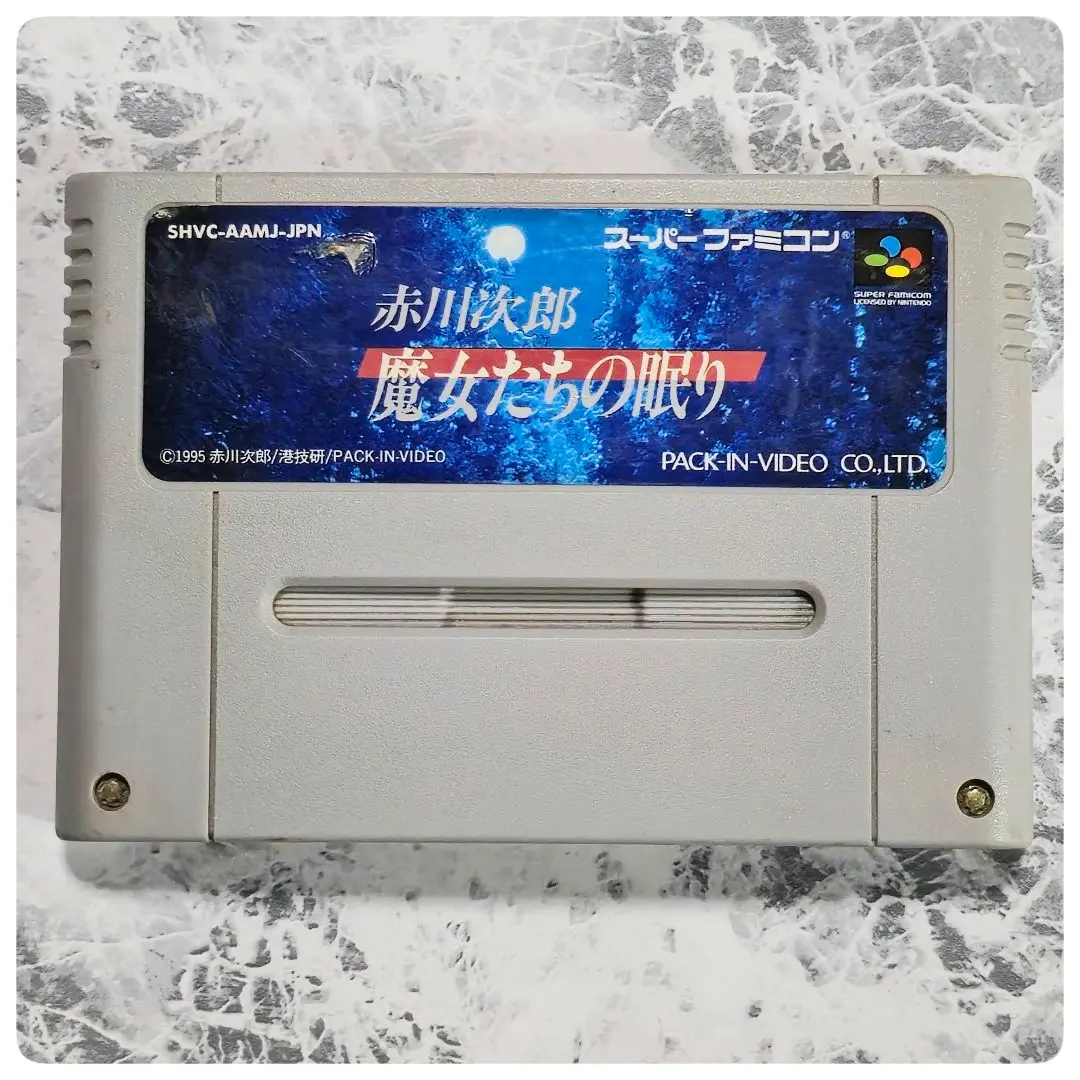 SHVC-AAMJ-JPN
スーパーファミコン®
SUPER FAMICOM
LICENSED BY NINTENDO
赤川次郎
魔女たちの眠り
©1995 赤川次郎/港技研/PACK-IN-VIDEO
PACK-IN-VIDEO CO.,LTD.